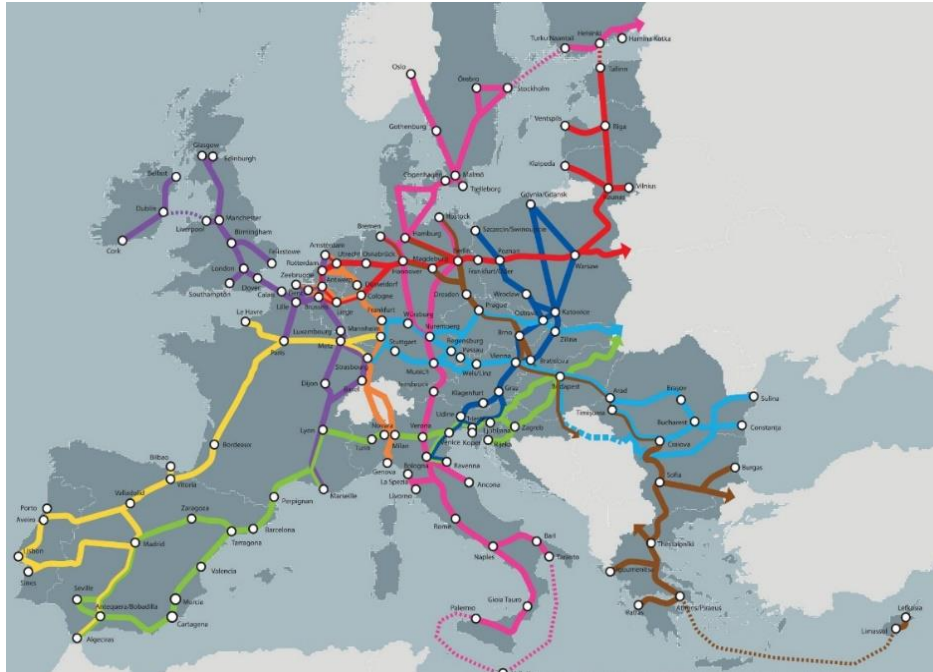 Helsinki
Turku/Naantali
Hamina/Kotka
Oslo
Örebro
Stockholm
Tallinn
Gothenburg
Ventspils
Riga
Glasgow
Edinburgh
Belfast
Klaipeda
Copenhagen
Malmö
Trelleborg
Vilnius
Kaunas
Dublin
Liverpool
Manchester
Gdynia/Gdansk
Rostock
Cork
Birmingham
Bremen
Hamburg
Szczecin/Swinoujscie
Felixstowe
Amsterdam
Utrecht
Osnabrück
Magdeburg
Berlin
Poznan
Warsaw
London
Rotterdam
Hannover
Frankfurt/Oder
Southampton
Dover
Zeebrugge
Antwerp
Düsseldorf
Calais
Cologne
Dresden
Wroclaw
Lille
Liège
Prague
Katowice
Le Havre
Frankfurt
Würzburg
Ostrava
Luxembourg
Mannheim
Nuremberg
Brno
Zilina
Paris
Metz
Stuttgart
Regensburg
Passau
Strasbourg
Munich
Wels/Linz
Vienna
Bratislava
Dijon
Basel
Innsbruck
Budapest
Graz
Klagenfurt
Arad
Brasov
Sulina
Lyon
Udine
Ljubljana
Zagreb
Timisoara
Bucharest
Constanta
Novara
Turin
Milan
Verona
Venice
Koper
Rijeka
Craiova
Bordeaux
Genova
Bologna
Ravenna
Bilbao
La Spezia
Livorno
Ancona
Sofia
Burgas
Vitoria
Marseille
Perpignan
Valladolid
Porto
Aveiro
Zaragoza
Rome
Barcelona
Tarragona
Madrid
Thessaloniki
Lisbon
Naples
Bari
Taranto
Igoumenitsa
Sines
Valencia
Gioia Tauro
Palermo
Patras
Athens/Piraeus
Lefkosia
Limassol
Seville
Murcia
Antequera/Bobadilla
Cartagena
Algeciras